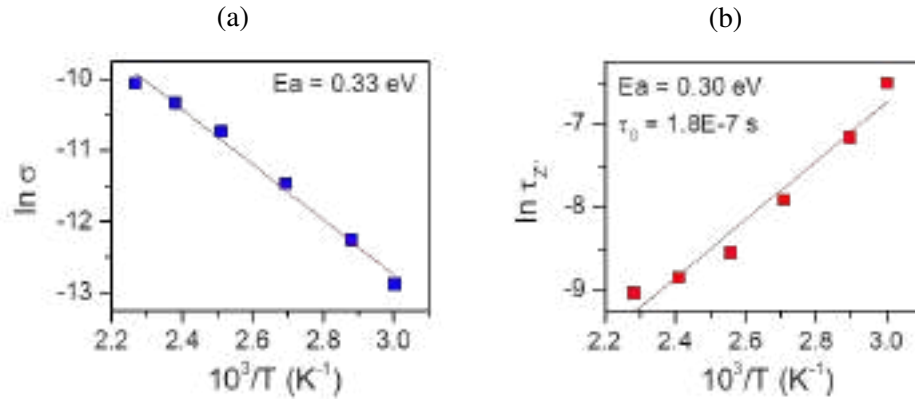 (a)
(b)
Ea = 0.33 eV
-10
-11
-12
-13
ln σ
2.2 2.4 2.6 2.8 3.0
10³/T (K⁻¹)
Ea = 0.30 eV
τ₀ = 1.8E-7 s
-7
-8
-9
ln τ_Z''
2.2 2.4 2.6 2.8 3.0
10³/T (K⁻¹)